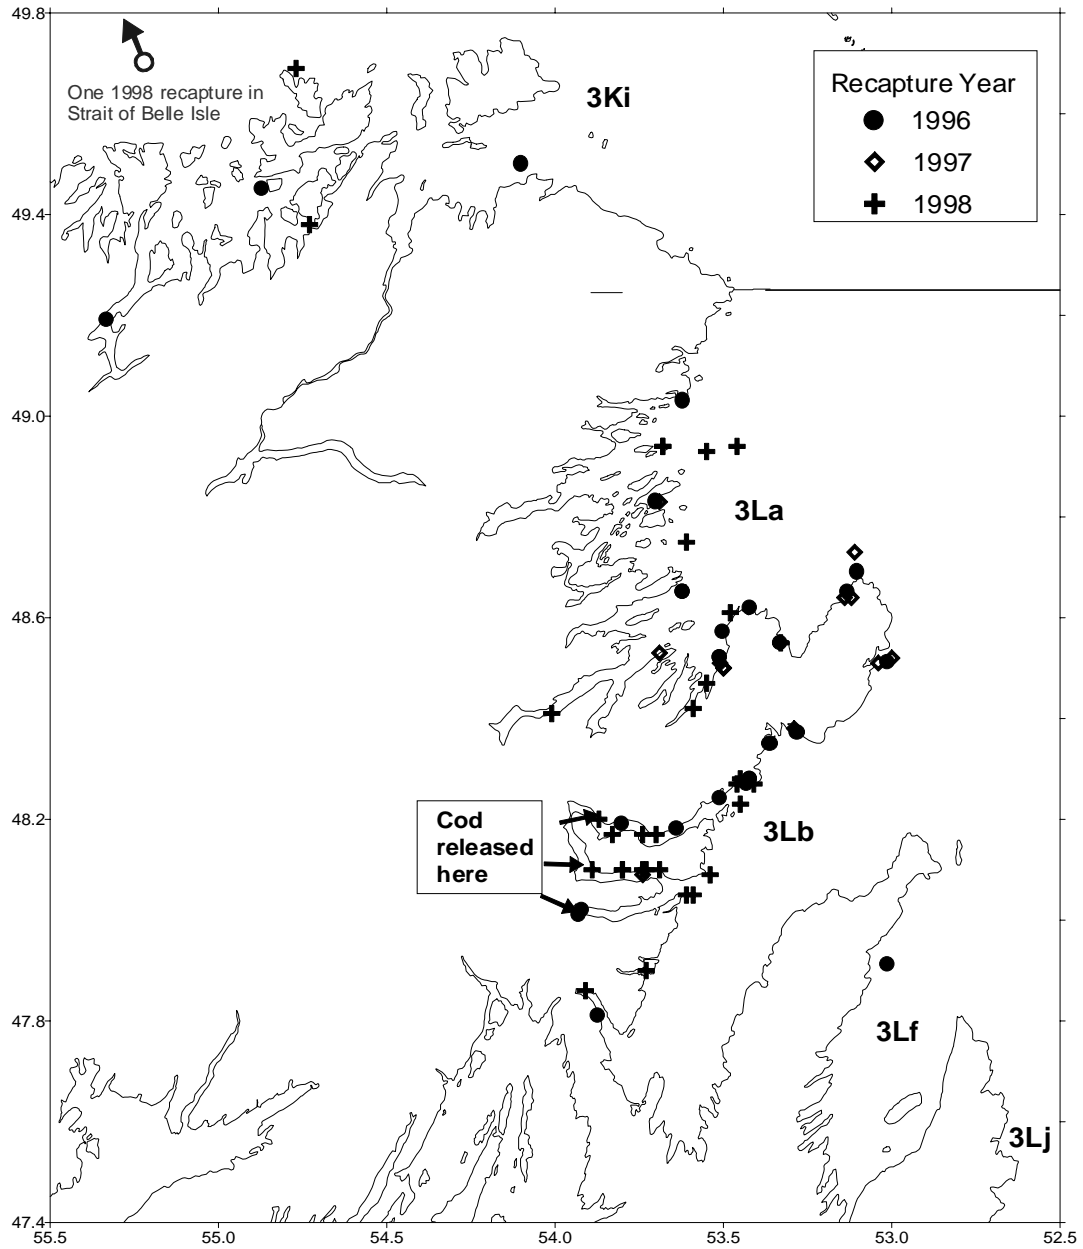 49.8
One 1998 recapture in
Strait of Belle Isle
3Ki
Recapture Year
1996
1997
1998
49.4
49.0
3La
48.6
48.2
Cod
released
here
3Lb
47.8
3Lf
3Lj
47.4
55.5
55.0
54.5
54.0
53.5
53.0
52.5